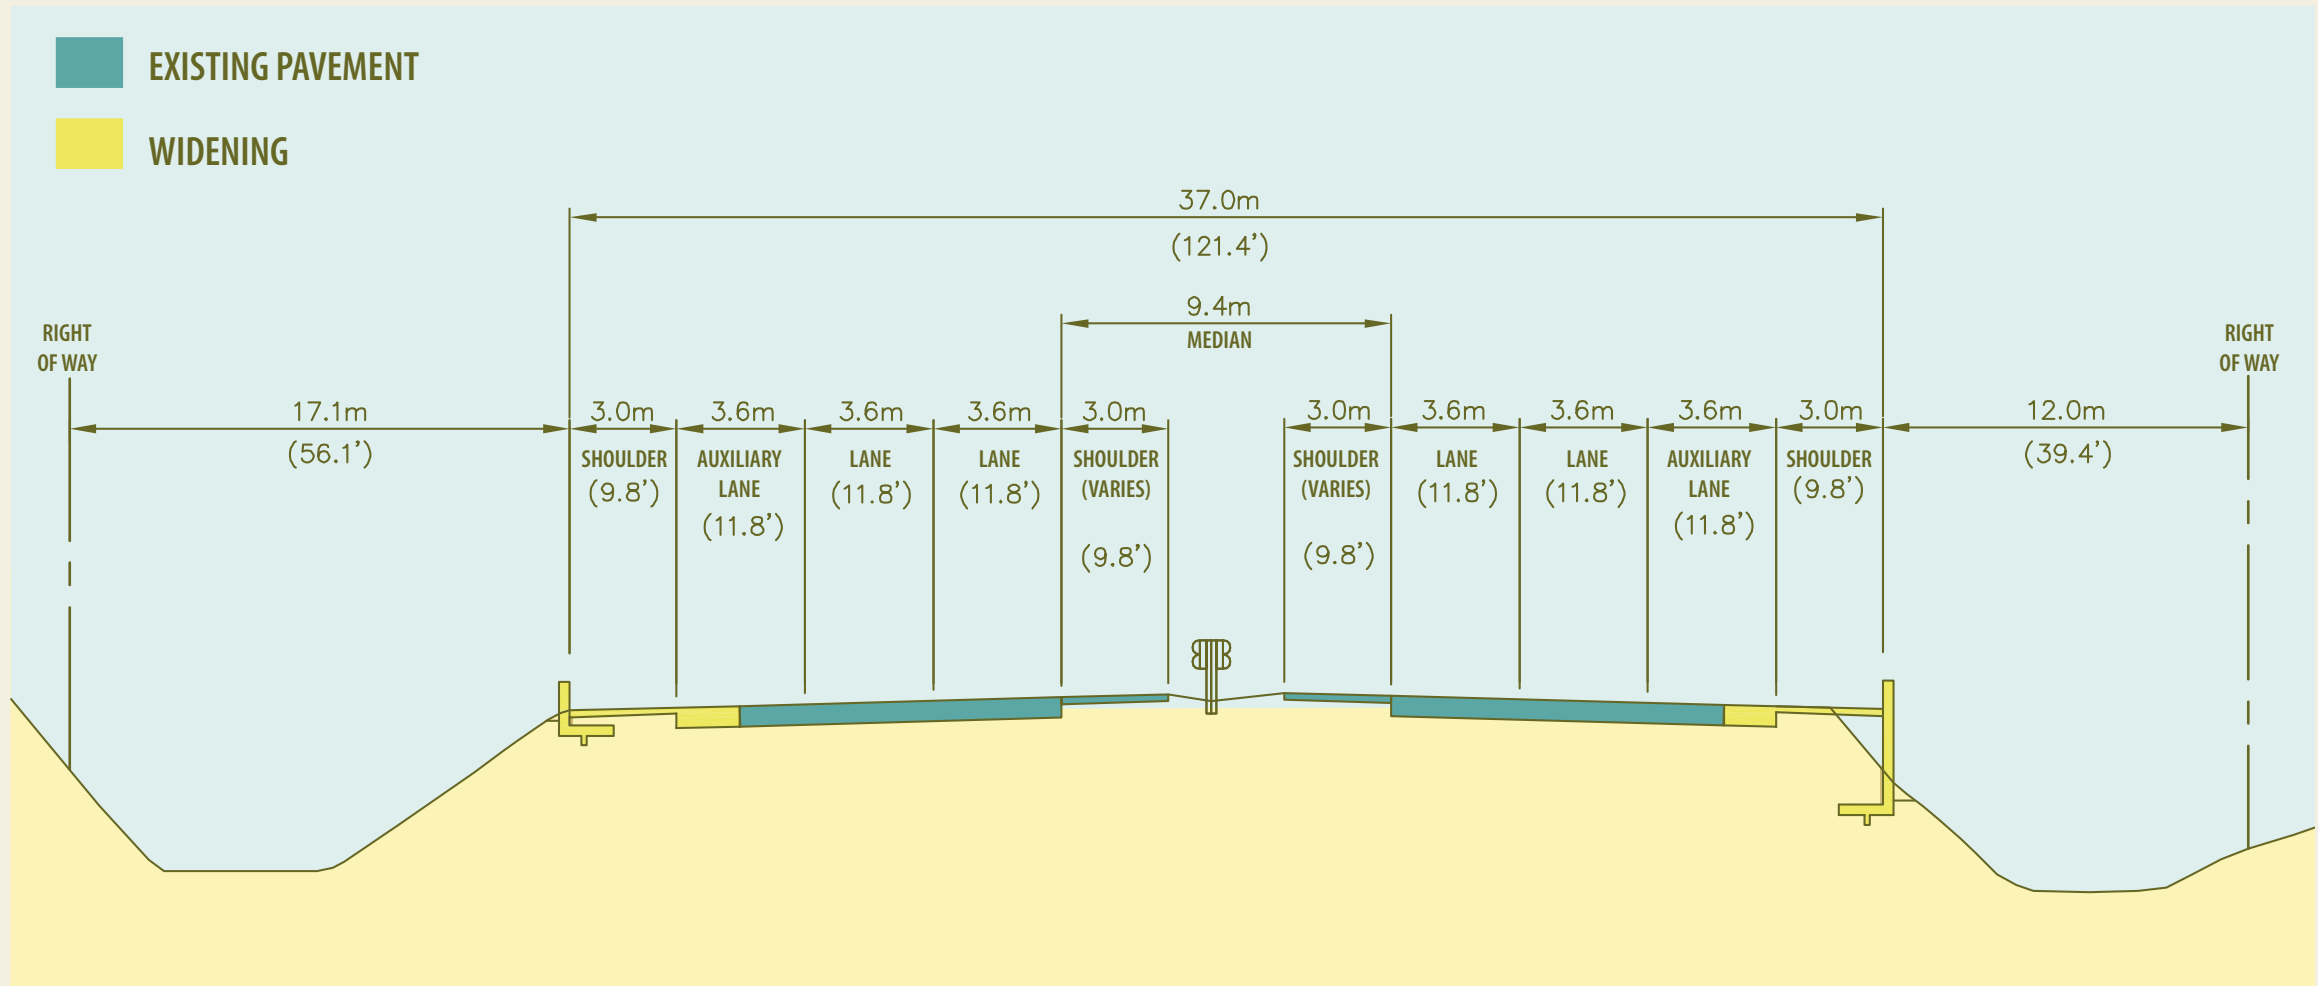 EXISTING PAVEMENT
WIDENING
37.0m
(121.4')
9.4m
MEDIAN
RIGHT
OF WAY
RIGHT
OF WAY
17.1m
(56.1')
3.0m
SHOULDER
(9.8')
3.6m
AUXILIARY
LANE
(11.8')
3.6m
LANE
(11.8')
3.6m
LANE
(11.8')
3.0m
SHOULDER
(VARIES)
(9.8')
3.0m
SHOULDER
(VARIES)
(9.8')
3.6m
LANE
(11.8')
3.6m
LANE
(11.8')
3.6m
AUXILIARY
LANE
(11.8')
3.0m
SHOULDER
(9.8')
12.0m
(39.4')